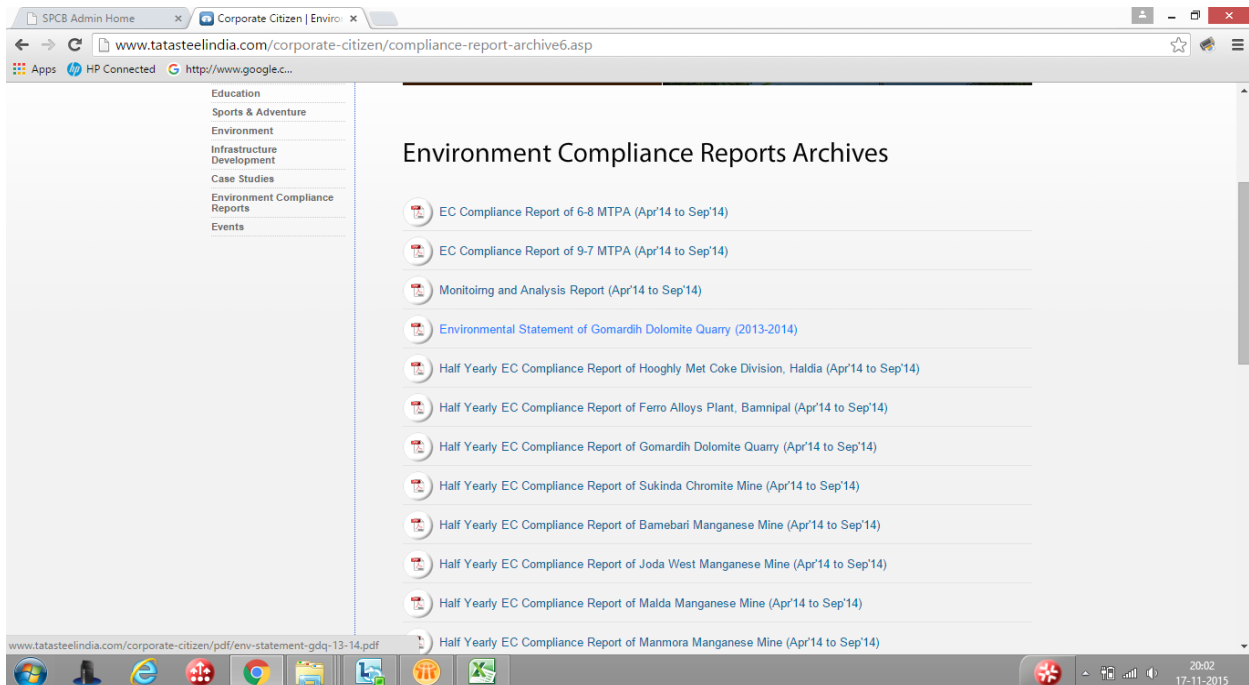 SPCB Admin Home
Corporate Citizen | Enviro
www.tatasteelindia.com/corporate-citizen/compliance-report-archive6.asp
Apps HP Connected http://www.google.c...
Education
Sports & Adventure
Environment
Infrastructure
Development
Case Studies
Environment Compliance
Reports
Events
Environment Compliance Reports Archives
EC Compliance Report of 6-8 MTPA (Apr'14 to Sep'14)
EC Compliance Report of 9-7 MTPA (Apr'14 to Sep'14)
Monitoirng and Analysis Report (Apr'14 to Sep'14)
Environmental Statement of Gomardih Dolomite Quarry (2013-2014)
Half Yearly EC Compliance Report of Hooghly Met Coke Division, Haldia (Apr'14 to Sep'14)
Half Yearly EC Compliance Report of Ferro Alloys Plant, Bamnipal (Apr'14 to Sep'14)
Half Yearly EC Compliance Report of Gomardih Dolomite Quarry (Apr'14 to Sep'14)
Half Yearly EC Compliance Report of Sukinda Chromite Mine (Apr'14 to Sep'14)
Half Yearly EC Compliance Report of Bamebari Manganese Mine (Apr'14 to Sep'14)
Half Yearly EC Compliance Report of Joda West Manganese Mine (Apr'14 to Sep'14)
Half Yearly EC Compliance Report of Malda Manganese Mine (Apr'14 to Sep'14)
Half Yearly EC Compliance Report of Manmora Manganese Mine (Apr'14 to Sep'14)
www.tatasteelindia.com/corporate-citizen/pdf/env-statement-gdq-13-14.pdf
20:02
17-11-2015